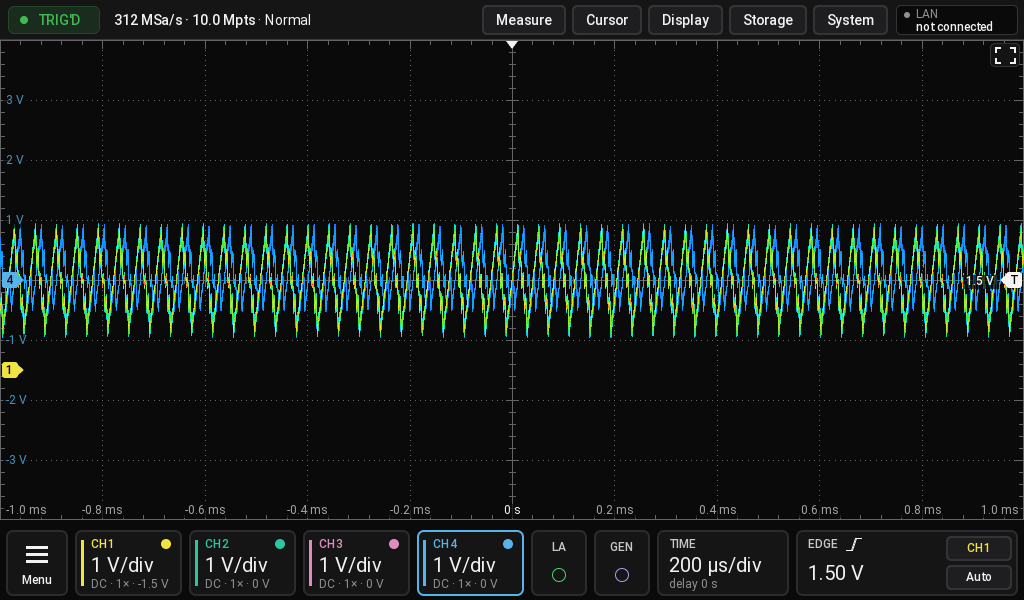 TRIG'D
312 MSa/s · 10.0 Mpts · Normal
Measure
Cursor
Display
Storage
System
LAN
not connected
3 V
2 V
1 V
4
1.5 V
T
-1 V
1
-2 V
-3 V
-1.0 ms
-0.8 ms
-0.6 ms
-0.4 ms
-0.2 ms
0 s
0.2 ms
0.4 ms
0.6 ms
0.8 ms
1.0 ms
Menu
CH1
1 V/div
DC · 1× · -1.5 V
CH2
1 V/div
DC · 1× · 0 V
CH3
1 V/div
DC · 1× · 0 V
CH4
1 V/div
DC · 1× · 0 V
LA
GEN
TIME
200 µs/div
delay 0 s
EDGE
1.50 V
CH1
Auto